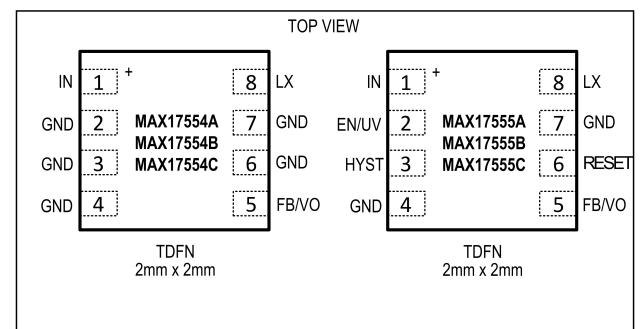 TOP VIEW
IN 1 + 8 LX
GND 2 MAX17554A 7 GND
MAX17554B
GND 3 MAX17554C 6 GND
GND 4 5 FB/VO
TDFN
2mm x 2mm
IN 1 + 8 LX
EN/UV 2 MAX17555A 7 GND
MAX17555B
HYST 3 MAX17555C 6 RESET
GND 4 5 FB/VO
TDFN
2mm x 2mm